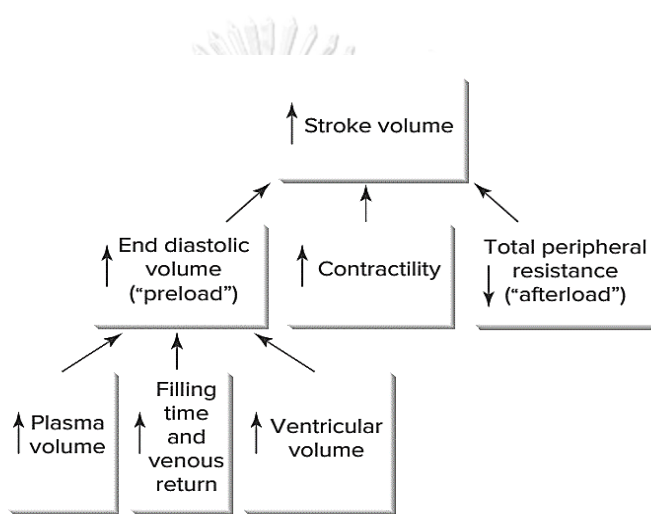 ↑ Stroke volume
↑ End diastolic
volume
("preload")
↑ Contractility
Total peripheral
resistance
↓ ("afterload")
↑ Plasma
volume
↑ Filling
time
and
venous
return
↑ Ventricular
volume